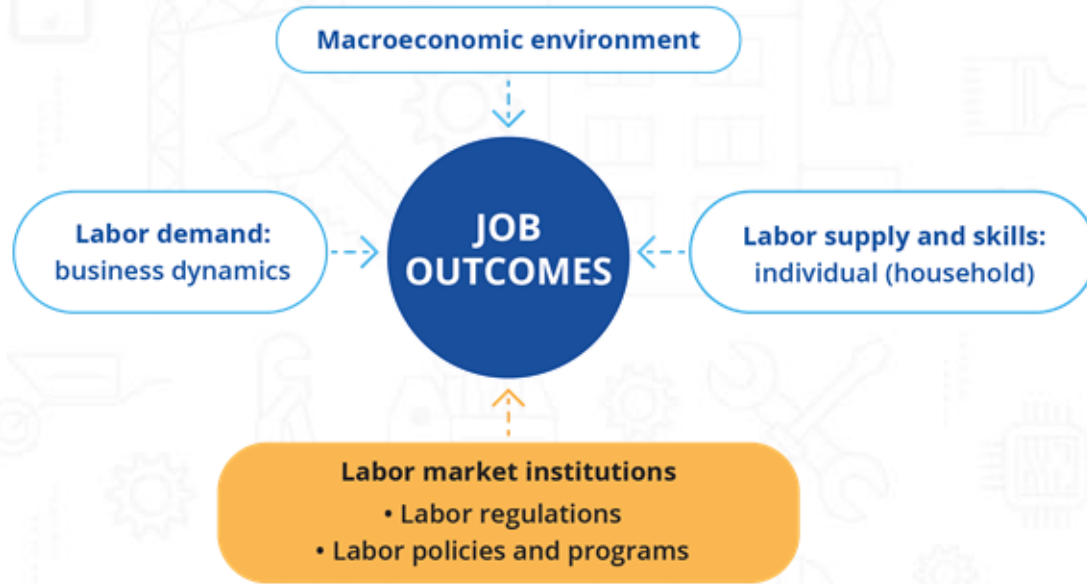 Macroeconomic environment
JOB
OUTCOMES
Labor demand:
business dynamics
Labor supply and skills:
individual (household)
Labor market institutions
• Labor regulations
• Labor policies and programs